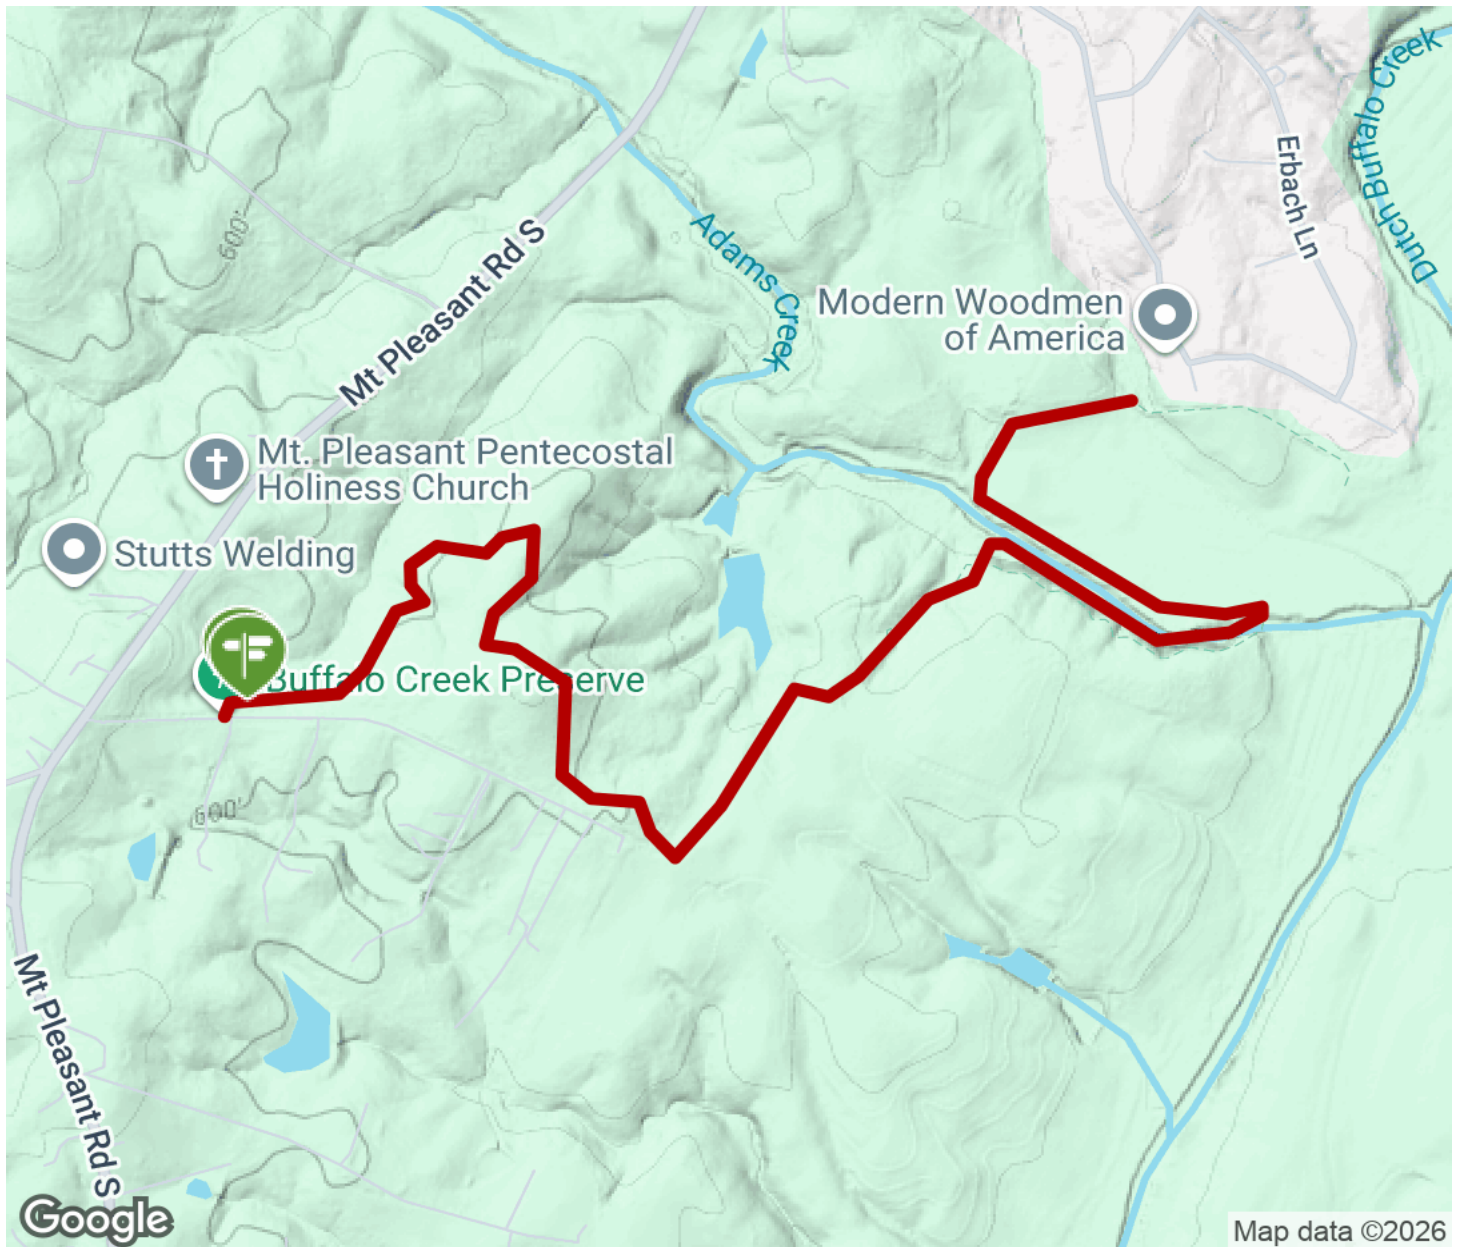 Dutch Buffalo Creek
Erbach Ln
Adams Creek
600'
Mt Pleasant Rd S
Modern Woodmen
of America
Mt. Pleasant Pentecostal
Holiness Church
Stutts Welding
Buffalo Creek Preserve
600'
Mt Pleasant Rd S
Google
Map data ©2026